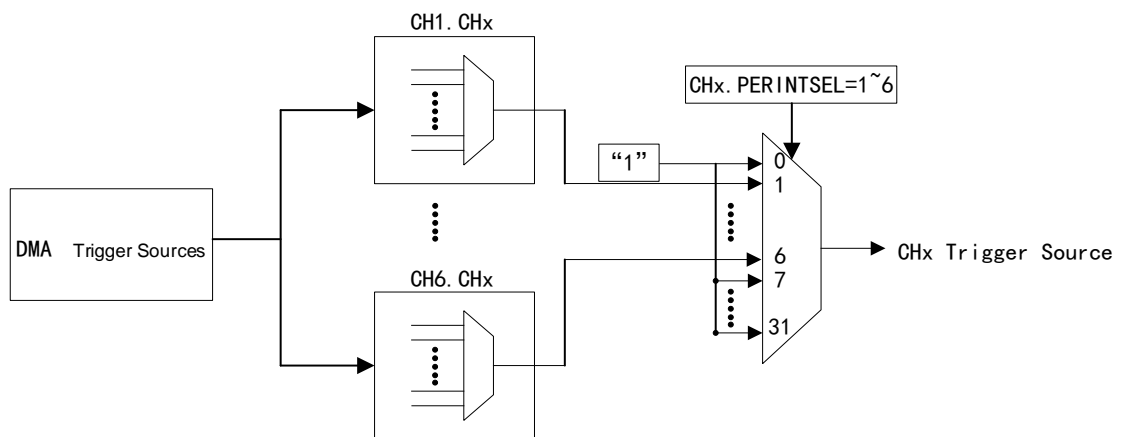 CH1. CHx
CHx. PERINTSEL=1~6
“1”
0
1
DMA Trigger Sources
6
CHx Trigger Source
7
CH6. CHx
31